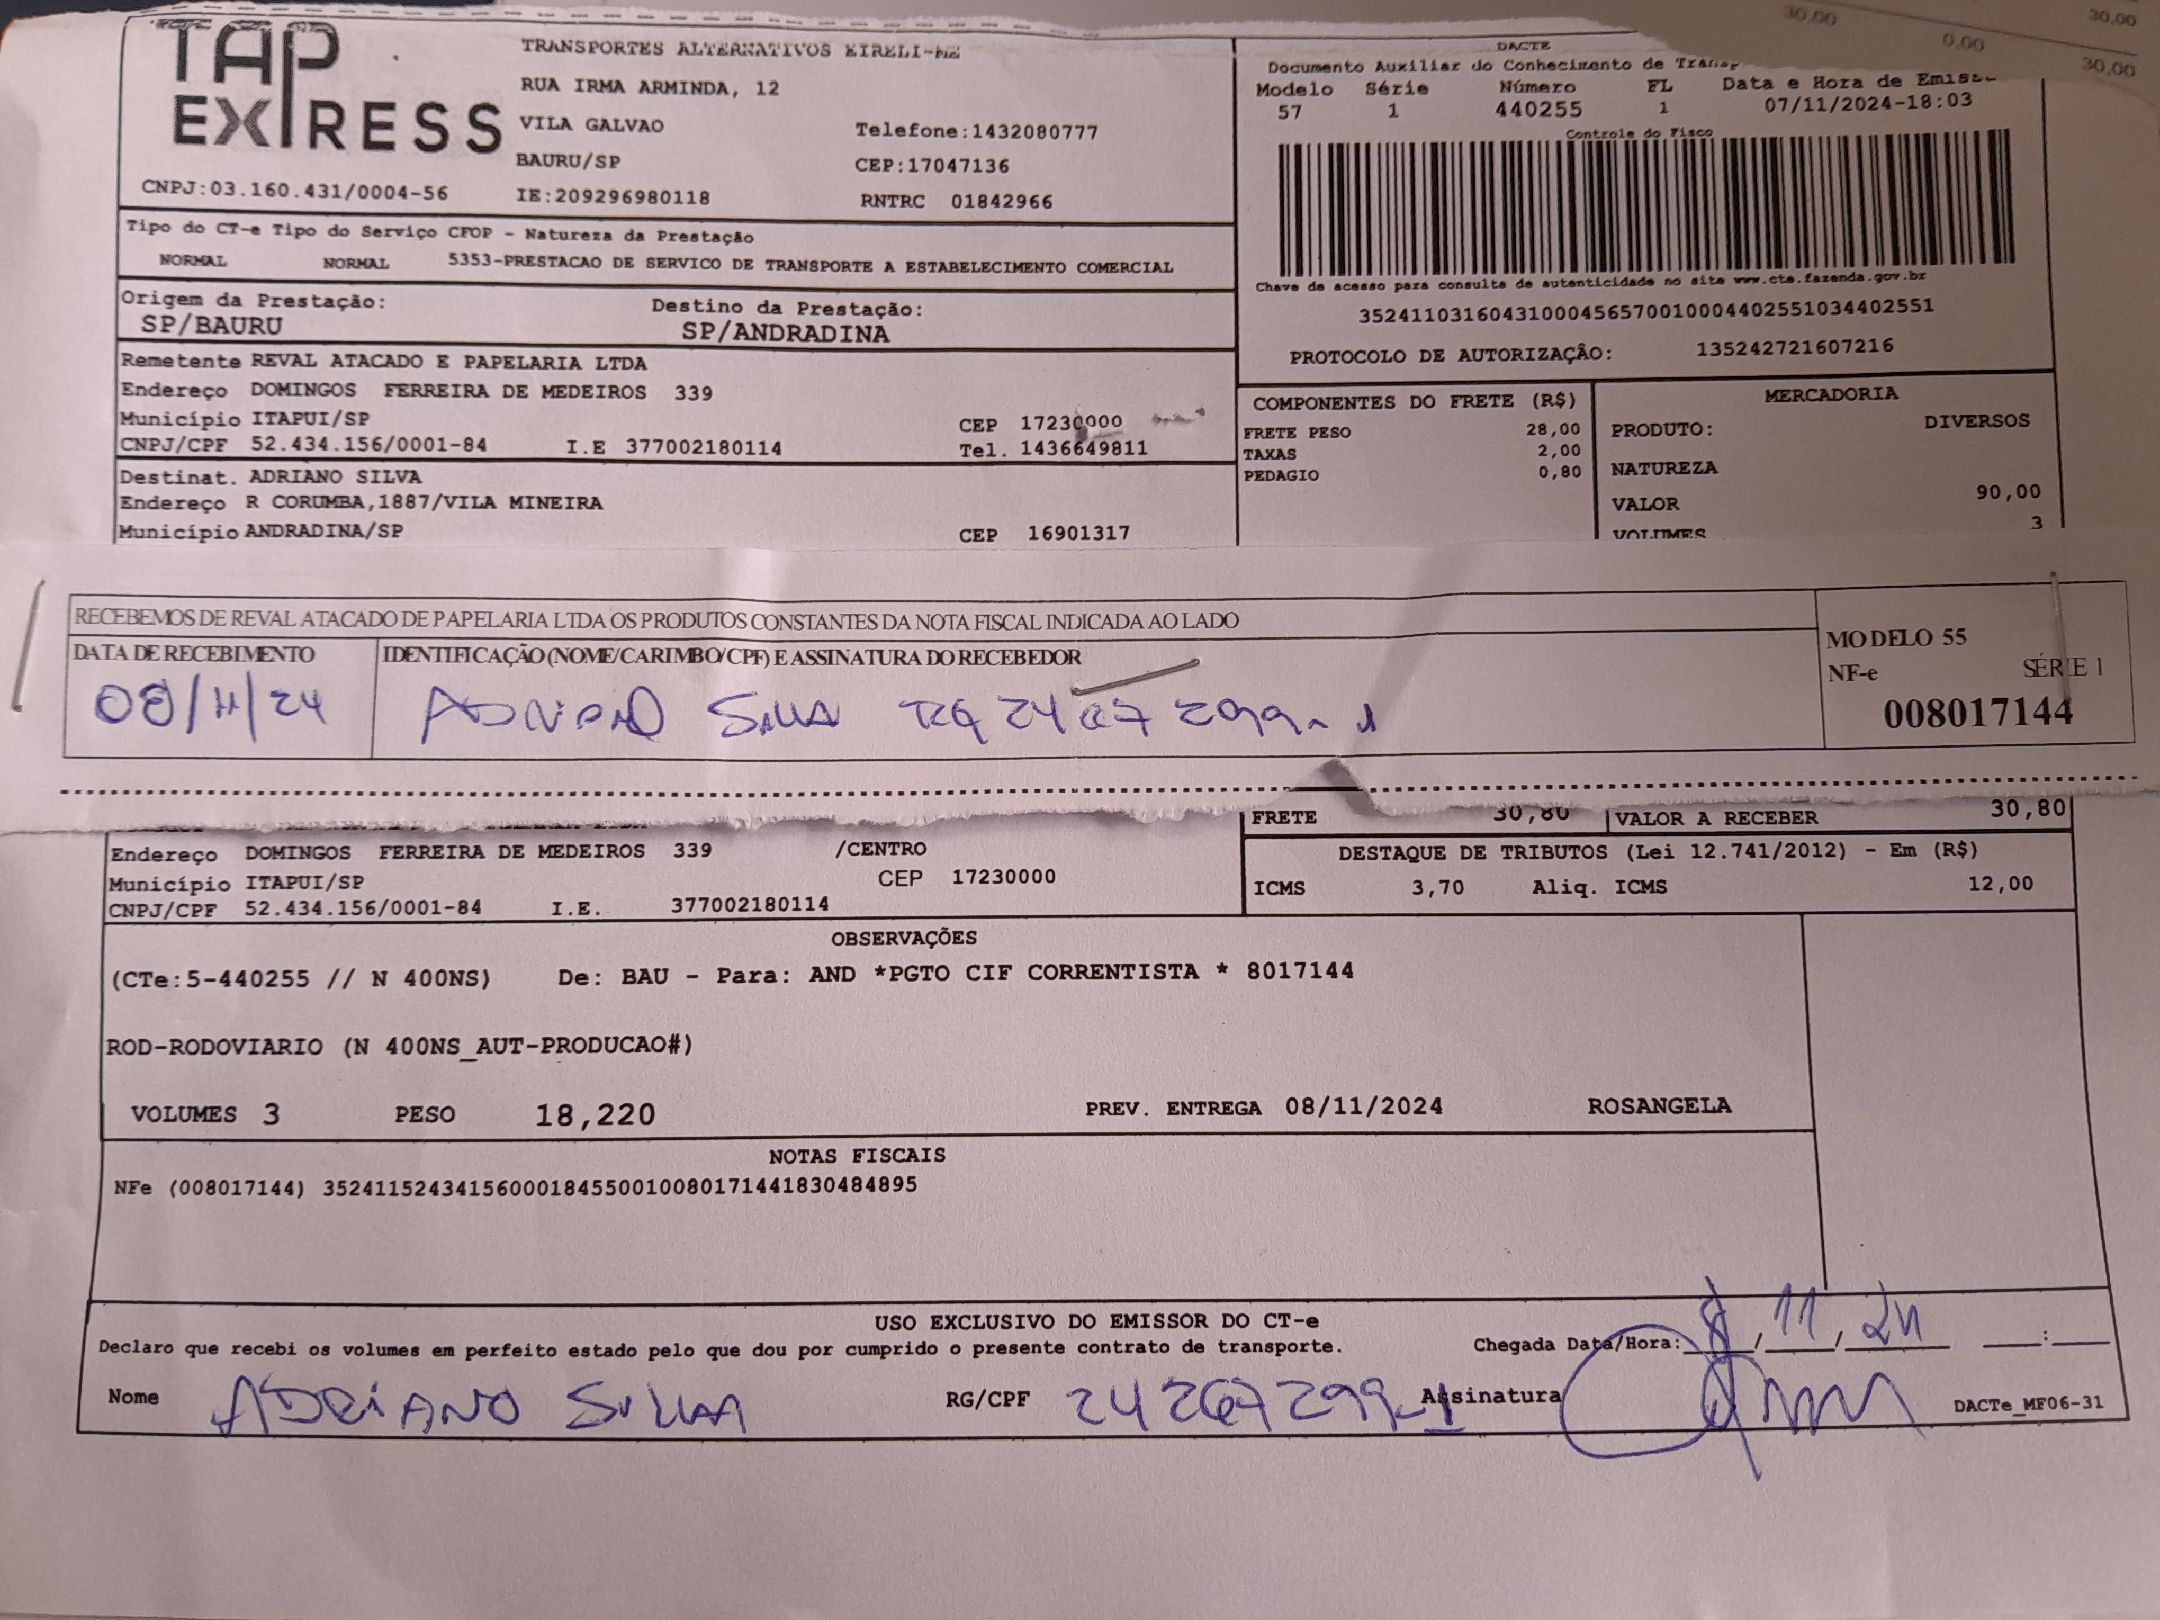 30,00 30,00
0,00
30,00
TAP EXPRESS
TRANSPORTES ALTERNATIVOS EIRELI-ME
RUA IRMA ARMINDA, 12
VILA GALVAO Telefone:1432080777
BAURU/SP CEP:17047136
CNPJ:03.160.431/0004-56 IE:209296980118 RNTRC 01842966
DACTE
Documento Auxiliar do Conhecimento de
Modelo Série Número FL Data e Hora de
57 1 440255 1 07/11/2024-18:03
Controle do Fisco
Chave de acesso para consulta de autenticidade no site www.cte.fazenda.gov.br
35241103160431000456570010004402551034402551
PROTOCOLO DE AUTORIZAÇÂO: 135242721607216
Tipo do CT-e Tipo do Serviço CFOP - Natureza da Prestação
NORMAL NORMAL 5353-PRESTACAO DE SERVICO DE TRANSPORTE A ESTABELECIMENTO COMERCIAL
Origem da Prestação: Destino da Prestação:
SP/BAURU SP/ANDRADINA
Remetente REVAL ATACADO E PAPELARIA LTDA
Endereço DOMINGOS FERREIRA DE MEDEIROS 339
Município ITAPUI/SP CEP 17230000
CNPJ/CPF 52.434.156/0001-84 I.E 377002180114 Tel. 1436649811
Destinat. ADRIANO SILVA
Endereço R CORUMBA,1887/VILA MINEIRA
Município ANDRADINA/SP CEP 16901317
COMPONENTES DO FRETE (R$)
FRETE PESO 28,00
TAXAS 2,00
PEDAGIO 0,80
MERCADORIA
PRODUTO: DIVERSOS
NATUREZA
VALOR 90,00
VOLUMES 3
RECEBEMOS DE REVAL ATACADO DE PAPELARIA LTDA OS PRODUTOS CONSTANTES DA NOTA FISCAL INDICADA AO LADO
DATA DE RECEBIMENTO IDENTIFICAÇÃO (NOME/CARIMBO/CPF) E ASSINATURA DO RECEBEDOR
08/11/24 ADRIANO SILVA RG 24267299-1
MODELO 55
NF-e SÉRIE 1
008017144
FRETE 30,80 VALOR A RECEBER 30,80
Endereço DOMINGOS FERREIRA DE MEDEIROS 339 /CENTRO
Município ITAPUI/SP CEP 17230000
CNPJ/CPF 52.434.156/0001-84 I.E. 377002180114
DESTAQUE DE TRIBUTOS (Lei 12.741/2012) - Em (R$)
ICMS 3,70 Aliq. ICMS 12,00
OBSERVAÇÕES
(CTe:5-440255 // N 400NS) De: BAU - Para: AND *PGTO CIF CORRENTISTA * 8017144
ROD-RODOVIARIO (N 400NS_AUT-PRODUCAO#)
VOLUMES 3 PESO 18,220 PREV. ENTREGA 08/11/2024 ROSANGELA
NOTAS FISCAIS
NFe (008017144) 35241152434156000184550010080171441830484895
USO EXCLUSIVO DO EMISSOR DO CT-e
Declaro que recebi os volumes em perfeito estado pelo que dou por cumprido o presente contrato de transporte. Chegada Data/Hora: 8/11/24 :
Nome ADRIANO SILVA RG/CPF 24267299-1 Assinatura DACTe_MF06-31